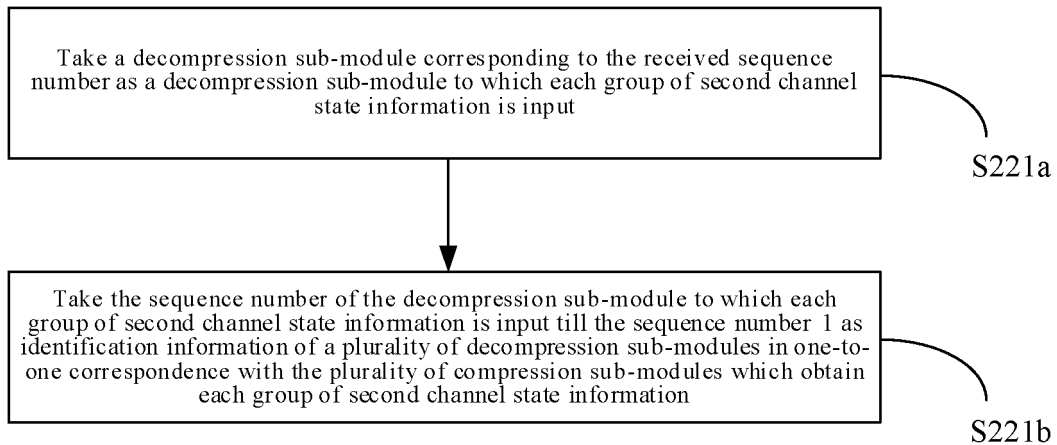 Take a decompression sub-module corresponding to the received sequence
number as a decompression sub-module to which each group of second channel
state information is input
S221a
Take the sequence number of the decompression sub-module to which each
group of second channel state information is input till the sequence number 1 as
identification information of a plurality of decompression sub-modules in one-to-
one correspondence with the plurality of compression sub-modules which obtain
each group of second channel state information
S221b